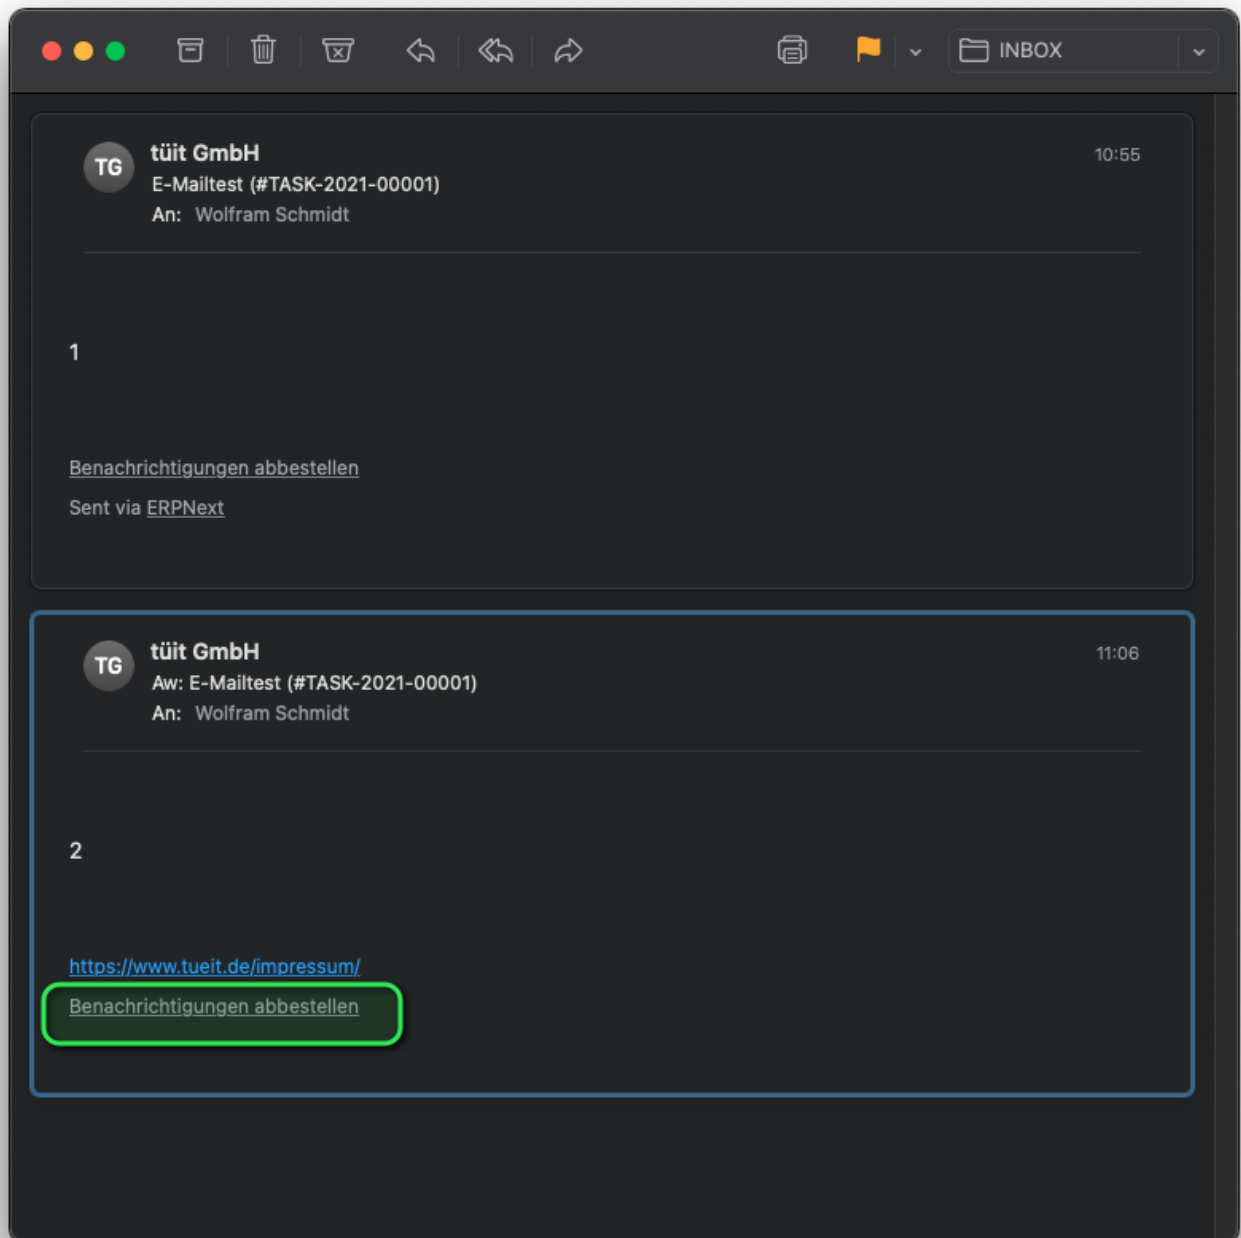 INBOX
TG
tüit GmbH
10:55
E-Mailtest (#TASK-2021-00001)
An: Wolfram Schmidt
1
Benachrichtigungen abbestellen
Sent via ERPNext
TG
tüit GmbH
11:06
Aw: E-Mailtest (#TASK-2021-00001)
An: Wolfram Schmidt
2
https://www.tueit.de/impressum/
Benachrichtigungen abbestellen